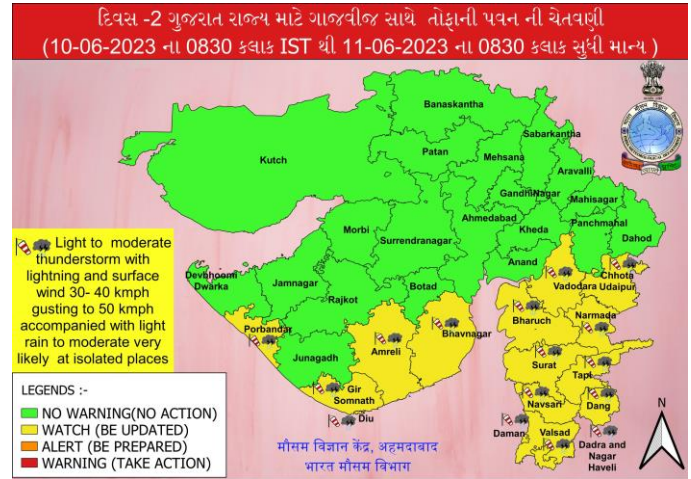 દિવસ -2 ગુજરાત રાજ્ય માટે ગાજવીજ સાથે તોફાની પવન ની ચેતવણી
(10-06-2023 ના 0830 કલાક IST થી 11-06-2023 ના 0830 કલાક સુધી માન્ય )
Banaskantha
Sabarkantha
Patan
Mehsana
Kutch
Aravalli
GandhiNagar
Mahisagar
Morbi
Ahmedabad
Panchmahal
Surrendranagar
Kheda
Dahod
Anand
Devbhoomi
Dwarka
Jamnagar
Rajkot
Botad
Chhota
Udaipur
Vadodara
Porbandar
Bharuch
Narmada
Junagadh
Amreli
Bhavnagar
Surat
Tapi
Gir
Somnath
Navsari
Dang
Diu
Daman
Valsad
Dadra and
Nagar
Haveli
Light to moderate
thunderstorm with
lightning and surface
wind 30- 40 kmph
gusting to 50 kmph
accompanied with light
rain to moderate very
likely at isolated places
LEGENDS :-
NO WARNING(NO ACTION)
WATCH (BE UPDATED)
ALERT (BE PREPARED)
WARNING (TAKE ACTION)
मौसम विज्ञान केंद्र, अहमदाबाद
भारत मौसम विभाग
N